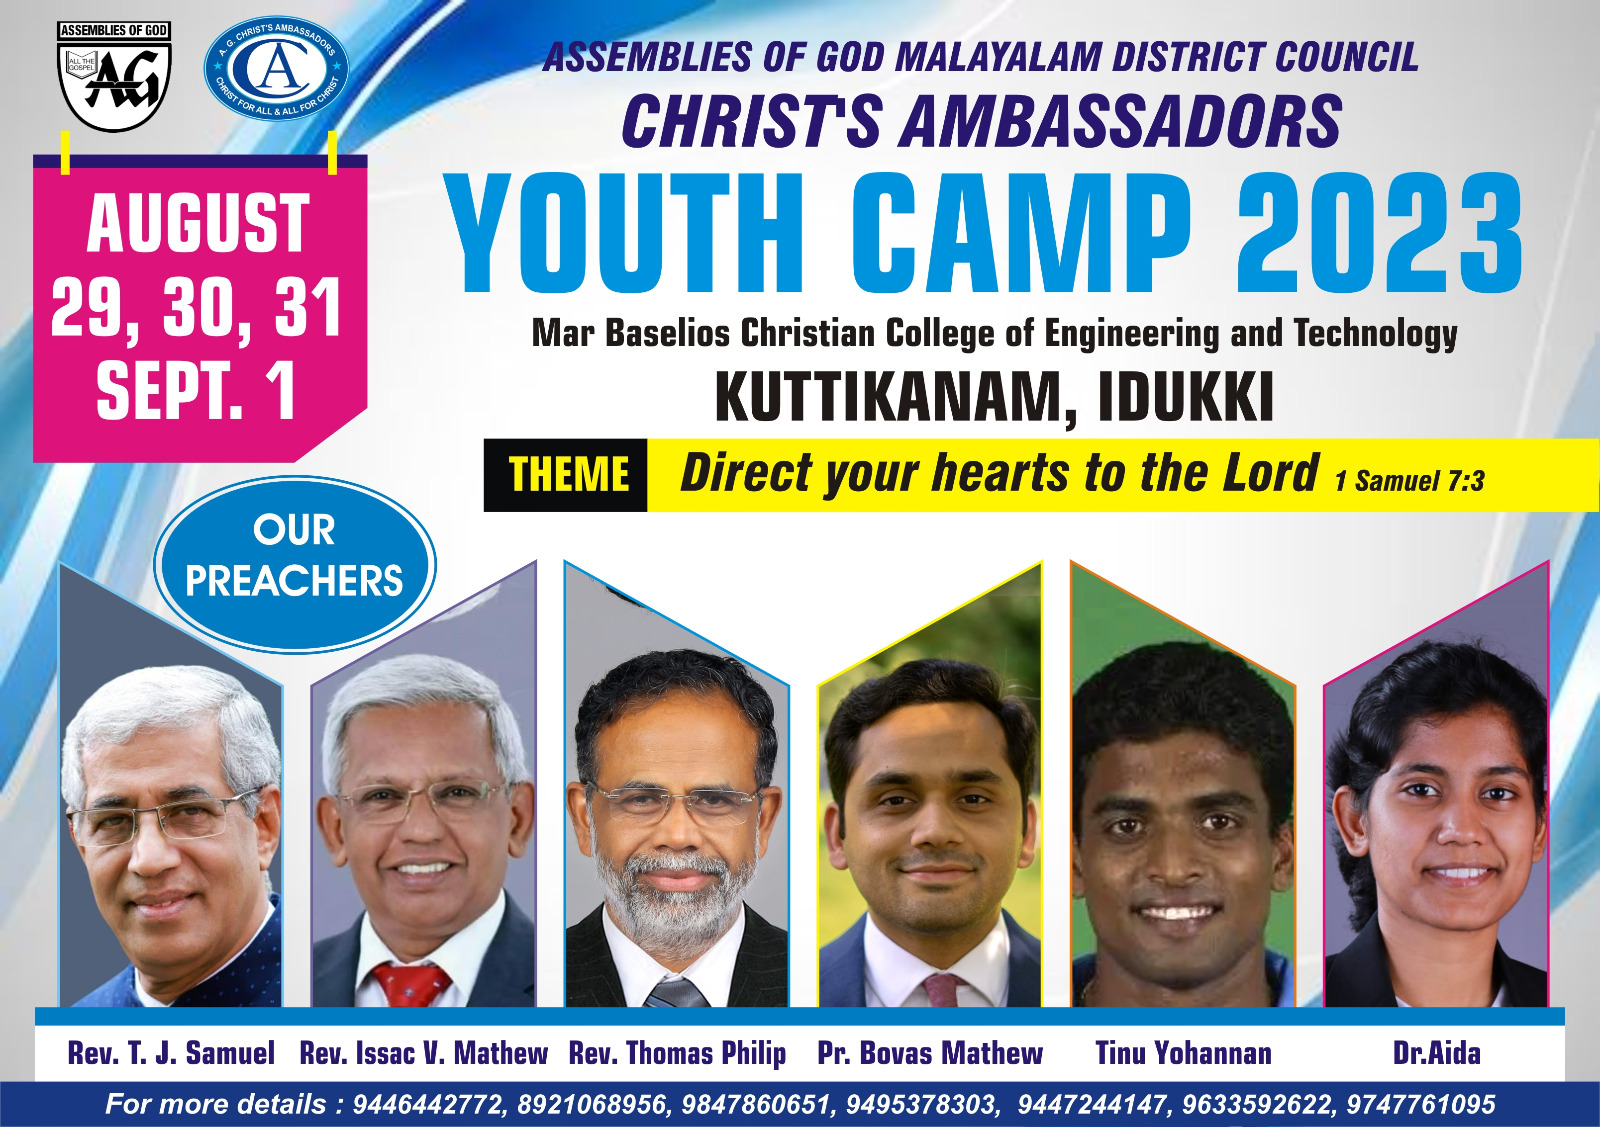 ASSEMBLIES OF GOD
ALL THE
GOSPEL
AG
A. G. CHRIST'S AMBASSADORS
CA
CHRIST FOR ALL & ALL FOR CHRIST
ASSEMBLIES OF GOD MALAYALAM DISTRICT COUNCIL
CHRIST'S AMBASSADORS
YOUTH CAMP 2023
Mar Baselios Christian College of Engineering and Technology
KUTTIKANAM, IDUKKI
AUGUST
29, 30, 31
SEPT. 1
THEME Direct your hearts to the Lord 1 Samuel 7:3
OUR
PREACHERS
Rev. T. J. Samuel Rev. Issac V. Mathew Rev. Thomas Philip Pr. Bovas Mathew Tinu Yohannan Dr.Aida
For more details : 9446442772, 8921068956, 9847860651, 9495378303, 9447244147, 9633592622, 9747761095